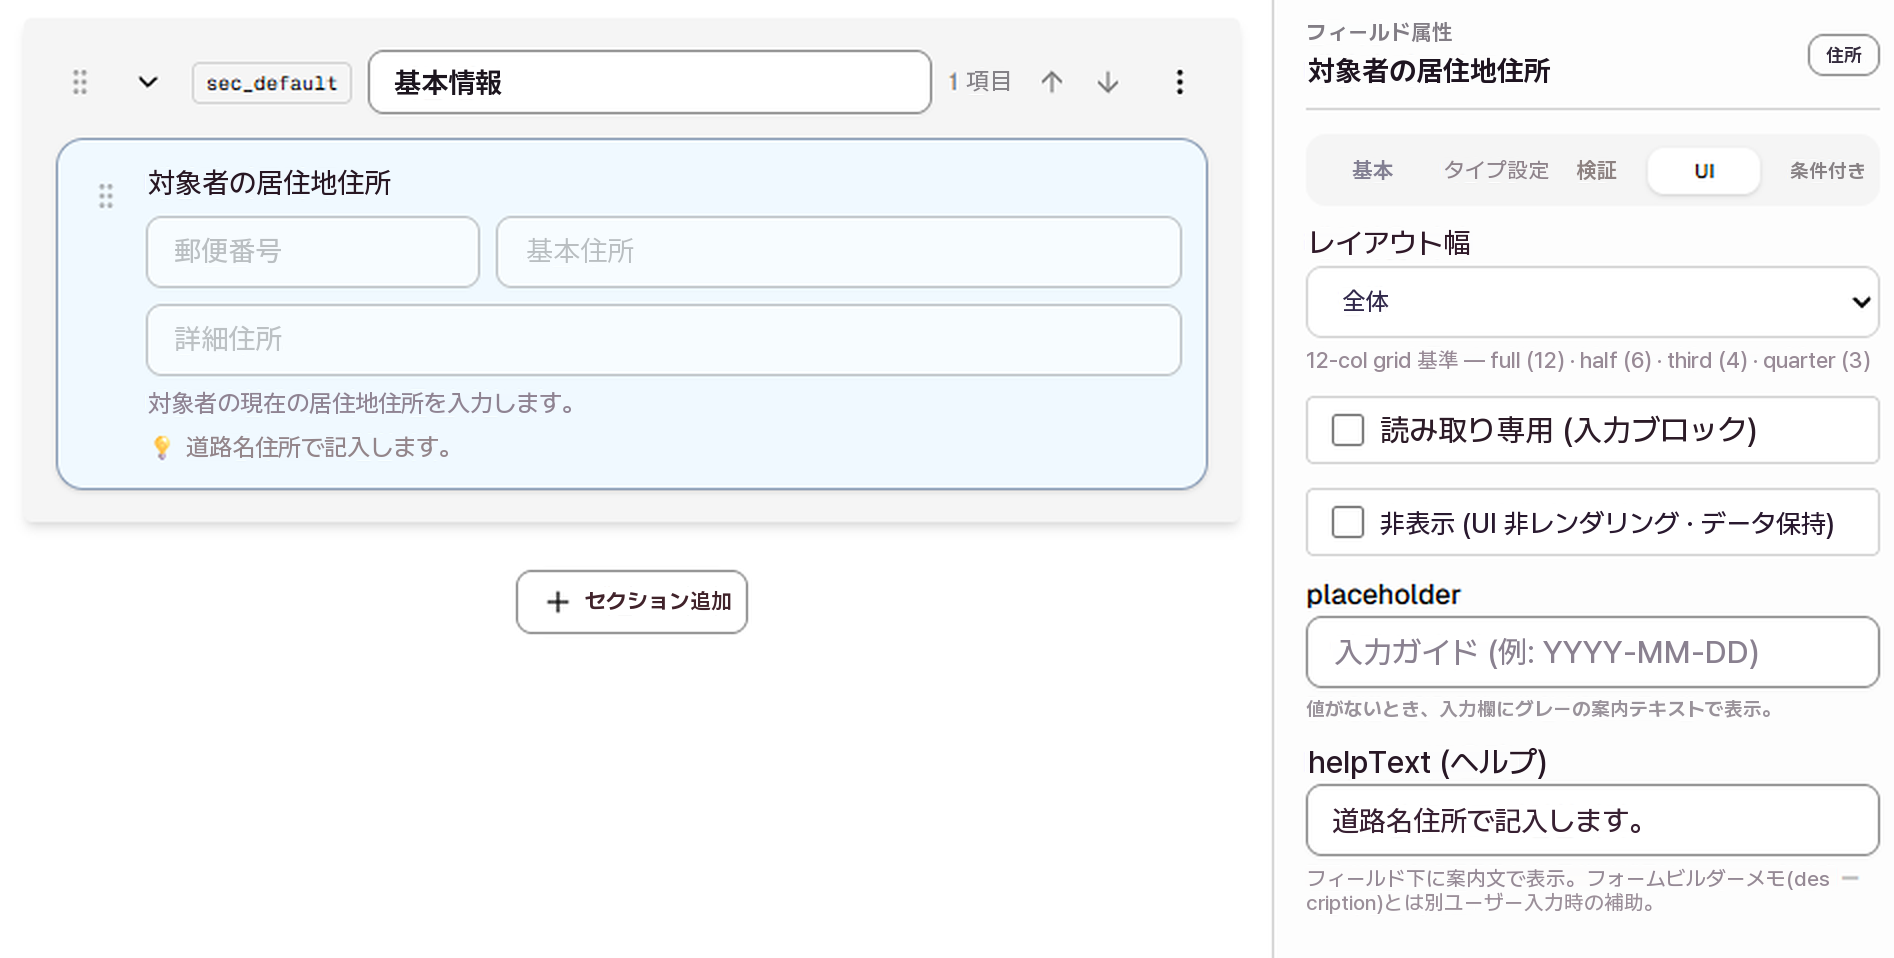 sec_default
基本情報
1 項目
対象者の居住地住所
郵便番号
基本住所
詳細住所
対象者の現在の居住地住所を入力します。
💡 道路名住所で記入します。
セクション追加
フィールド属性
対象者の居住地住所
住所
基本
タイプ設定
検証
UI
条件付き
レイアウト幅
全体
12-col grid 基準 — full (12) · half (6) · third (4) · quarter (3)
読み取り専用 (入力ブロック)
非表示 (UI 非レンダリング · データ保持)
placeholder
入力ガイド (例: YYYY-MM-DD)
値がないとき、入力欄にグレーの案内テキストで表示。
helpText (ヘルプ)
道路名住所で記入します。
フィールド下に案内文で表示。フォームビルダーメモ(des
cription)とは別ユーザー入力時の補助。